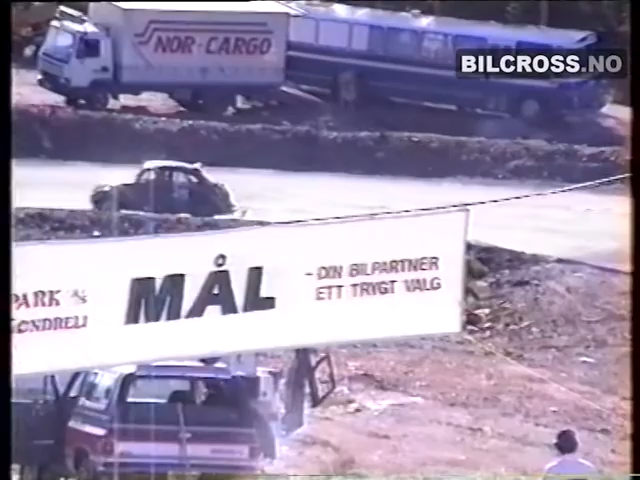 NOR-CARGO
BILCROSS.NO
PARK
MÅL
-DIN BILPARTNER
ETT TRYGT VALG